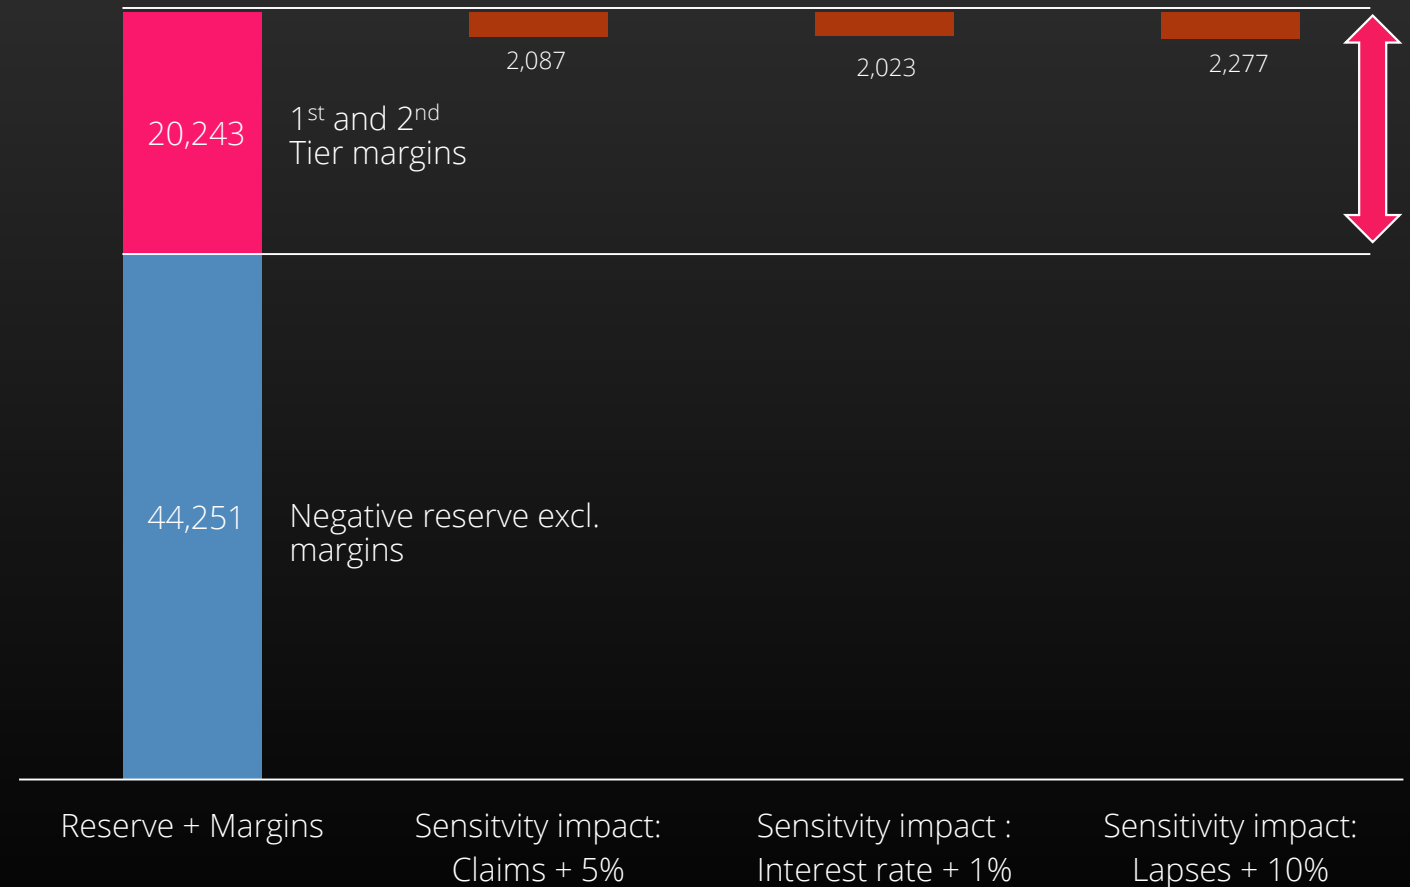 2,087
2,023
2,277
20,243
1st and 2nd
Tier margins
44,251
Negative reserve excl.
margins
Reserve + Margins
Sensitvity impact:
Claims + 5%
Sensitvity impact :
Interest rate + 1%
Sensitivity impact:
Lapses + 10%